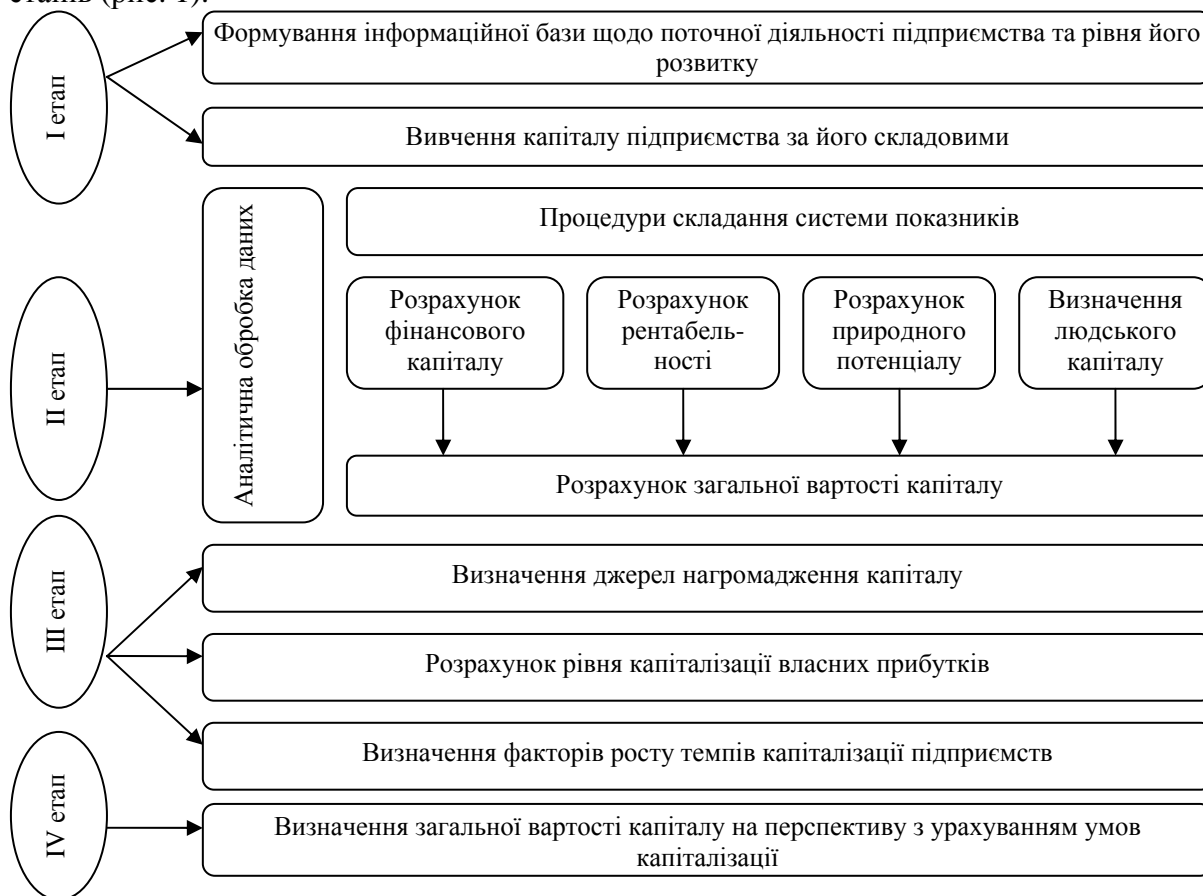 етапів (рис. 1).
І етап
Формування інформаційної бази щодо поточної діяльності підприємства та рівня його
розвитку
Вивчення капіталу підприємства за його складовими
ІІ етап
Аналітична обробка даних
Процедури складання системи показників
Розрахунок
фінансового
капіталу
Розрахунок
рентабель-
ності
Розрахунок
природного
потенціалу
Визначення
людського
капіталу
Розрахунок загальної вартості капіталу
ІІІ етап
Визначення джерел нагромадження капіталу
Розрахунок рівня капіталізації власних прибутків
Визначення факторів росту темпів капіталізації підприємств
IV етап
Визначення загальної вартості капіталу на перспективу з урахуванням умов
капіталізації